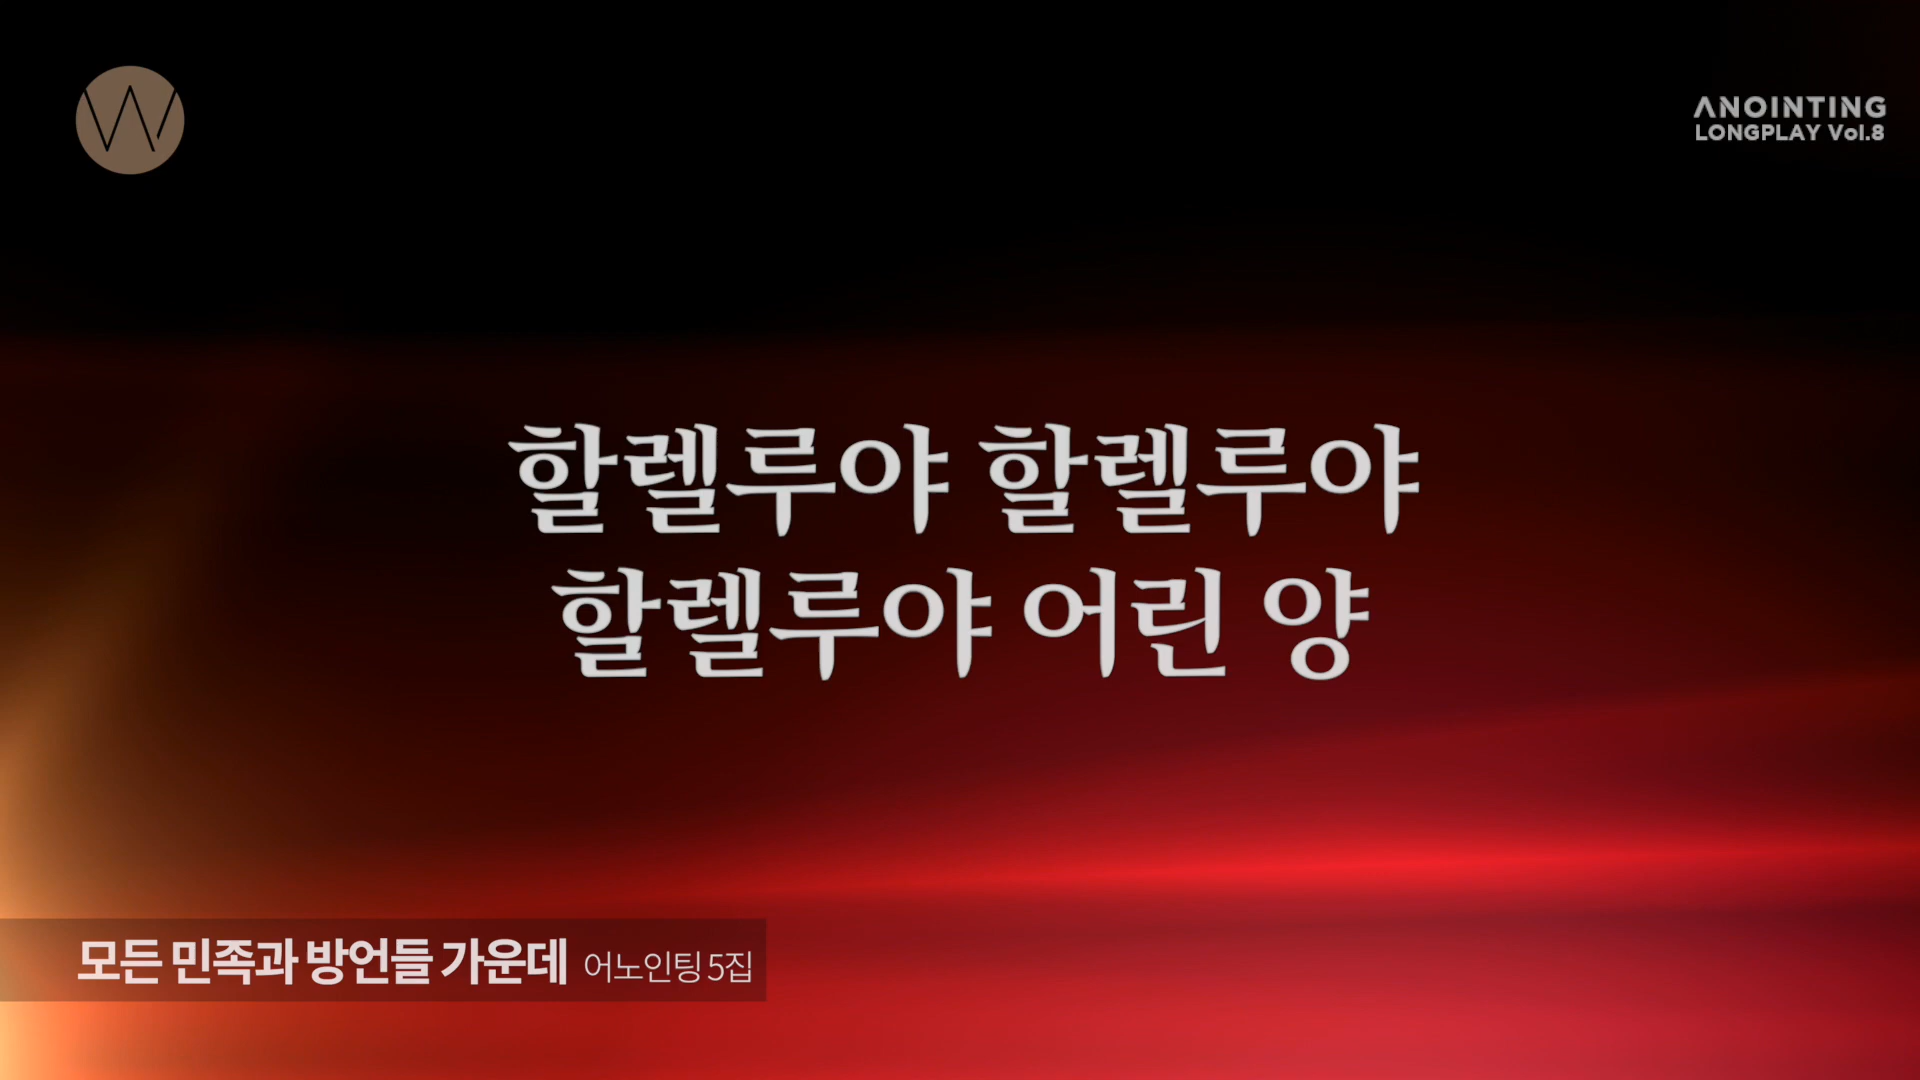 W
ANOINTING
LONGPLAY Vol.8
할렐루야 할렐루야
할렐루야 어린 양
모든 민족과 방언들 가운데 어노인팅 5집